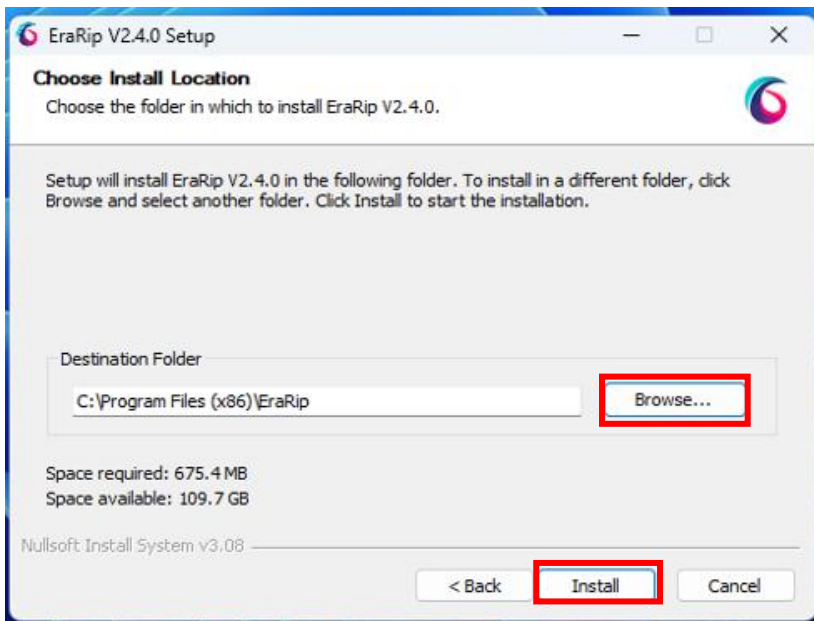 EraRip V2.4.0 Setup
Choose Install Location
Choose the folder in which to install EraRip V2.4.0.
Setup will install EraRip V2.4.0 in the following folder. To install in a different folder, click
Browse and select another folder. Click Install to start the installation.
Destination Folder
C:\Program Files (x86)\EraRip
Browse...
Space required: 675.4 MB
Space available: 109.7 GB
Nullsoft Install System v3.08
< Back Install Cancel